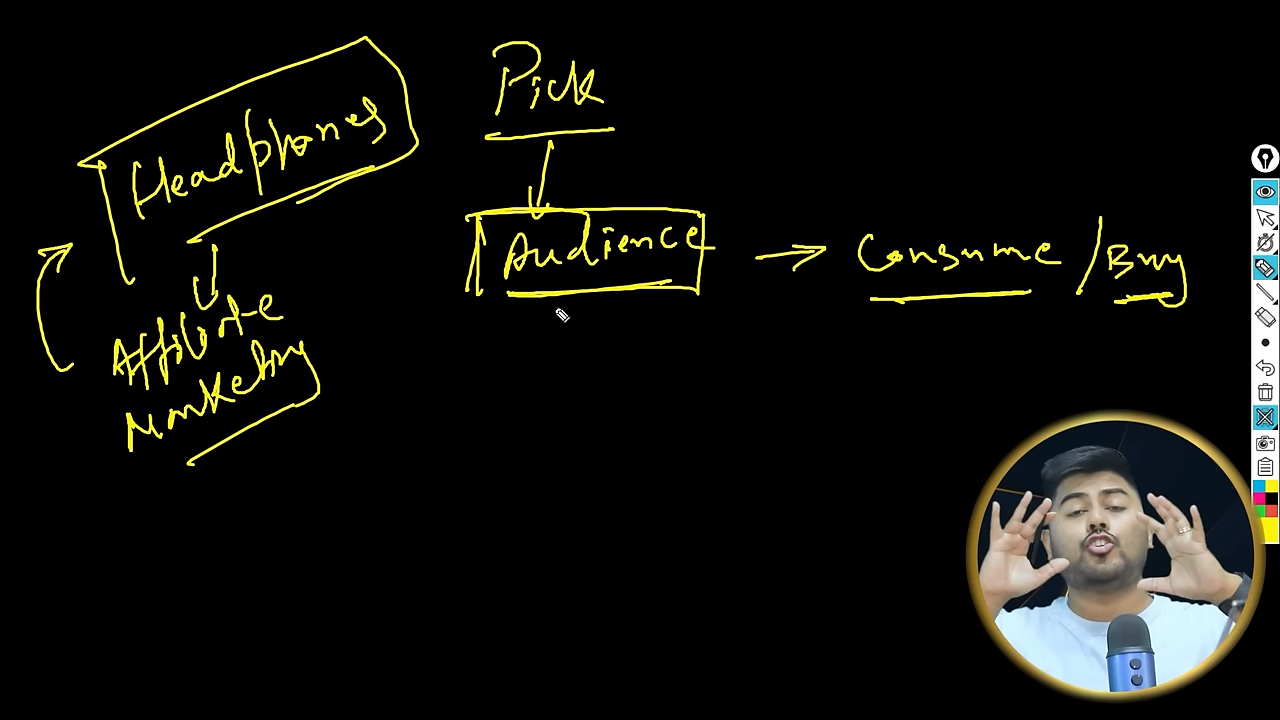 Headphones
Affiliate
Marketing
Pick
Audience
Consume / Buy